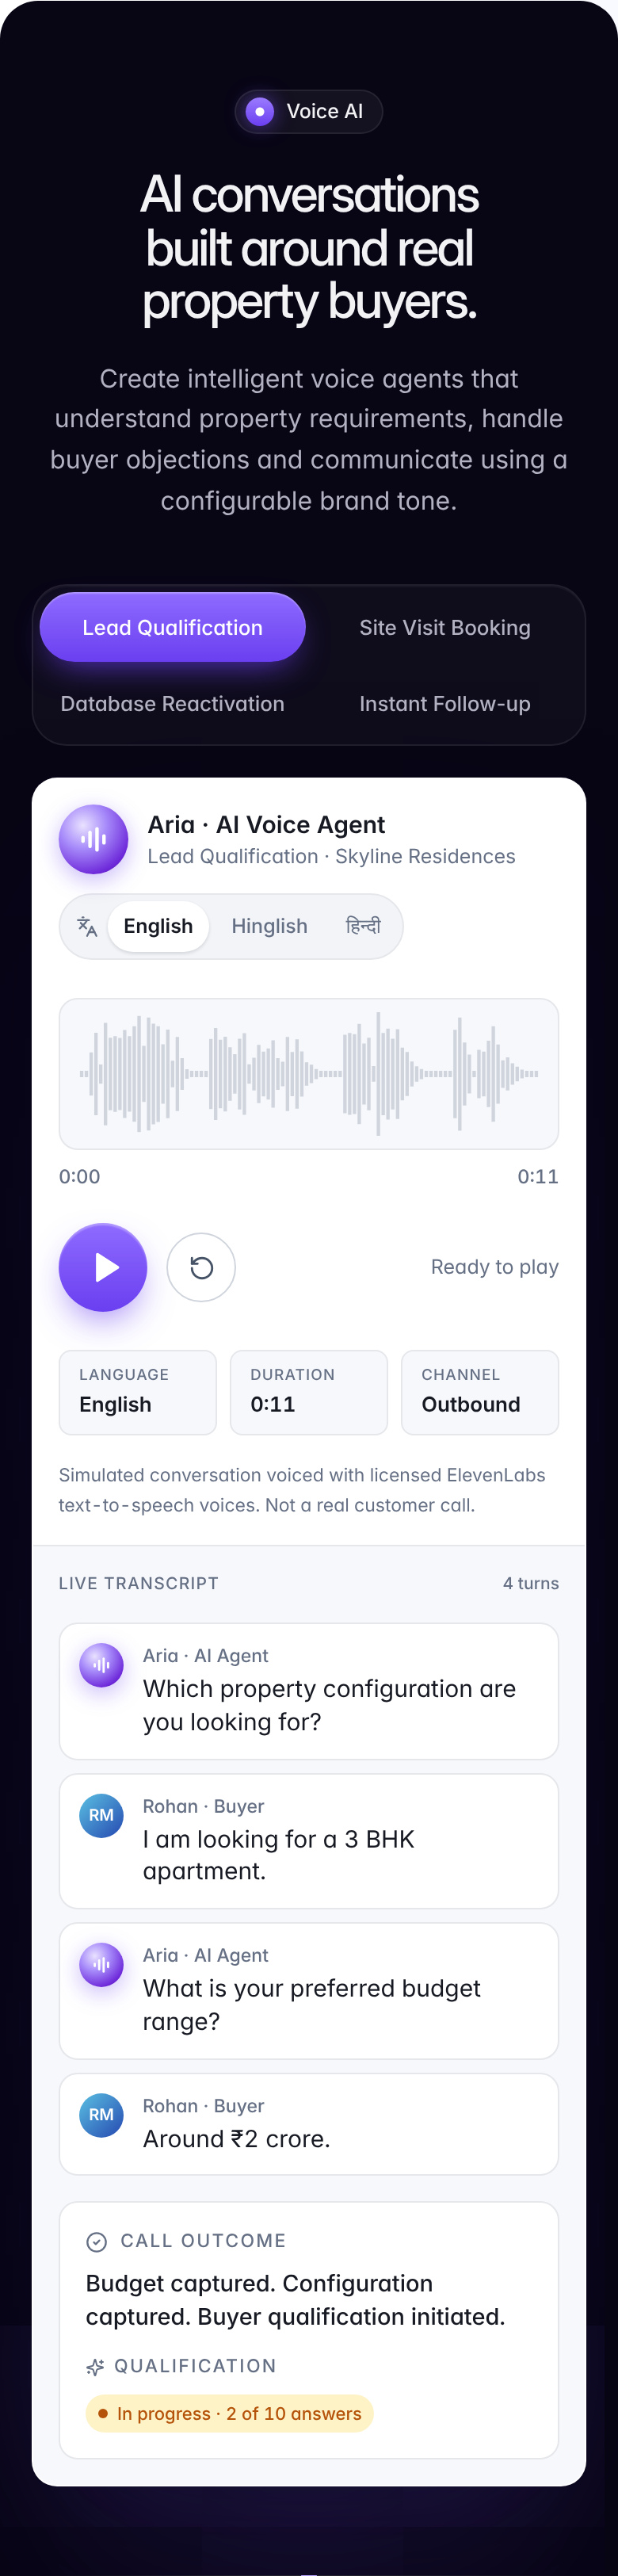 Voice AI
AI conversations
built around real
property buyers.
Create intelligent voice agents that
understand property requirements, handle
buyer objections and communicate using a
configurable brand tone.
Lead Qualification
Site Visit Booking
Database Reactivation
Instant Follow-up
Aria · AI Voice Agent
Lead Qualification · Skyline Residences
English
Hinglish
हिन्दी
0:00
0:11
Ready to play
LANGUAGE
English
DURATION
0:11
CHANNEL
Outbound
Simulated conversation voiced with licensed ElevenLabs
text-to-speech voices. Not a real customer call.
LIVE TRANSCRIPT
4 turns
Aria · AI Agent
Which property configuration are
you looking for?
RM
Rohan · Buyer
I am looking for a 3 BHK
apartment.
Aria · AI Agent
What is your preferred budget
range?
RM
Rohan · Buyer
Around ₹2 crore.
CALL OUTCOME
Budget captured. Configuration
captured. Buyer qualification initiated.
QUALIFICATION
In progress · 2 of 10 answers